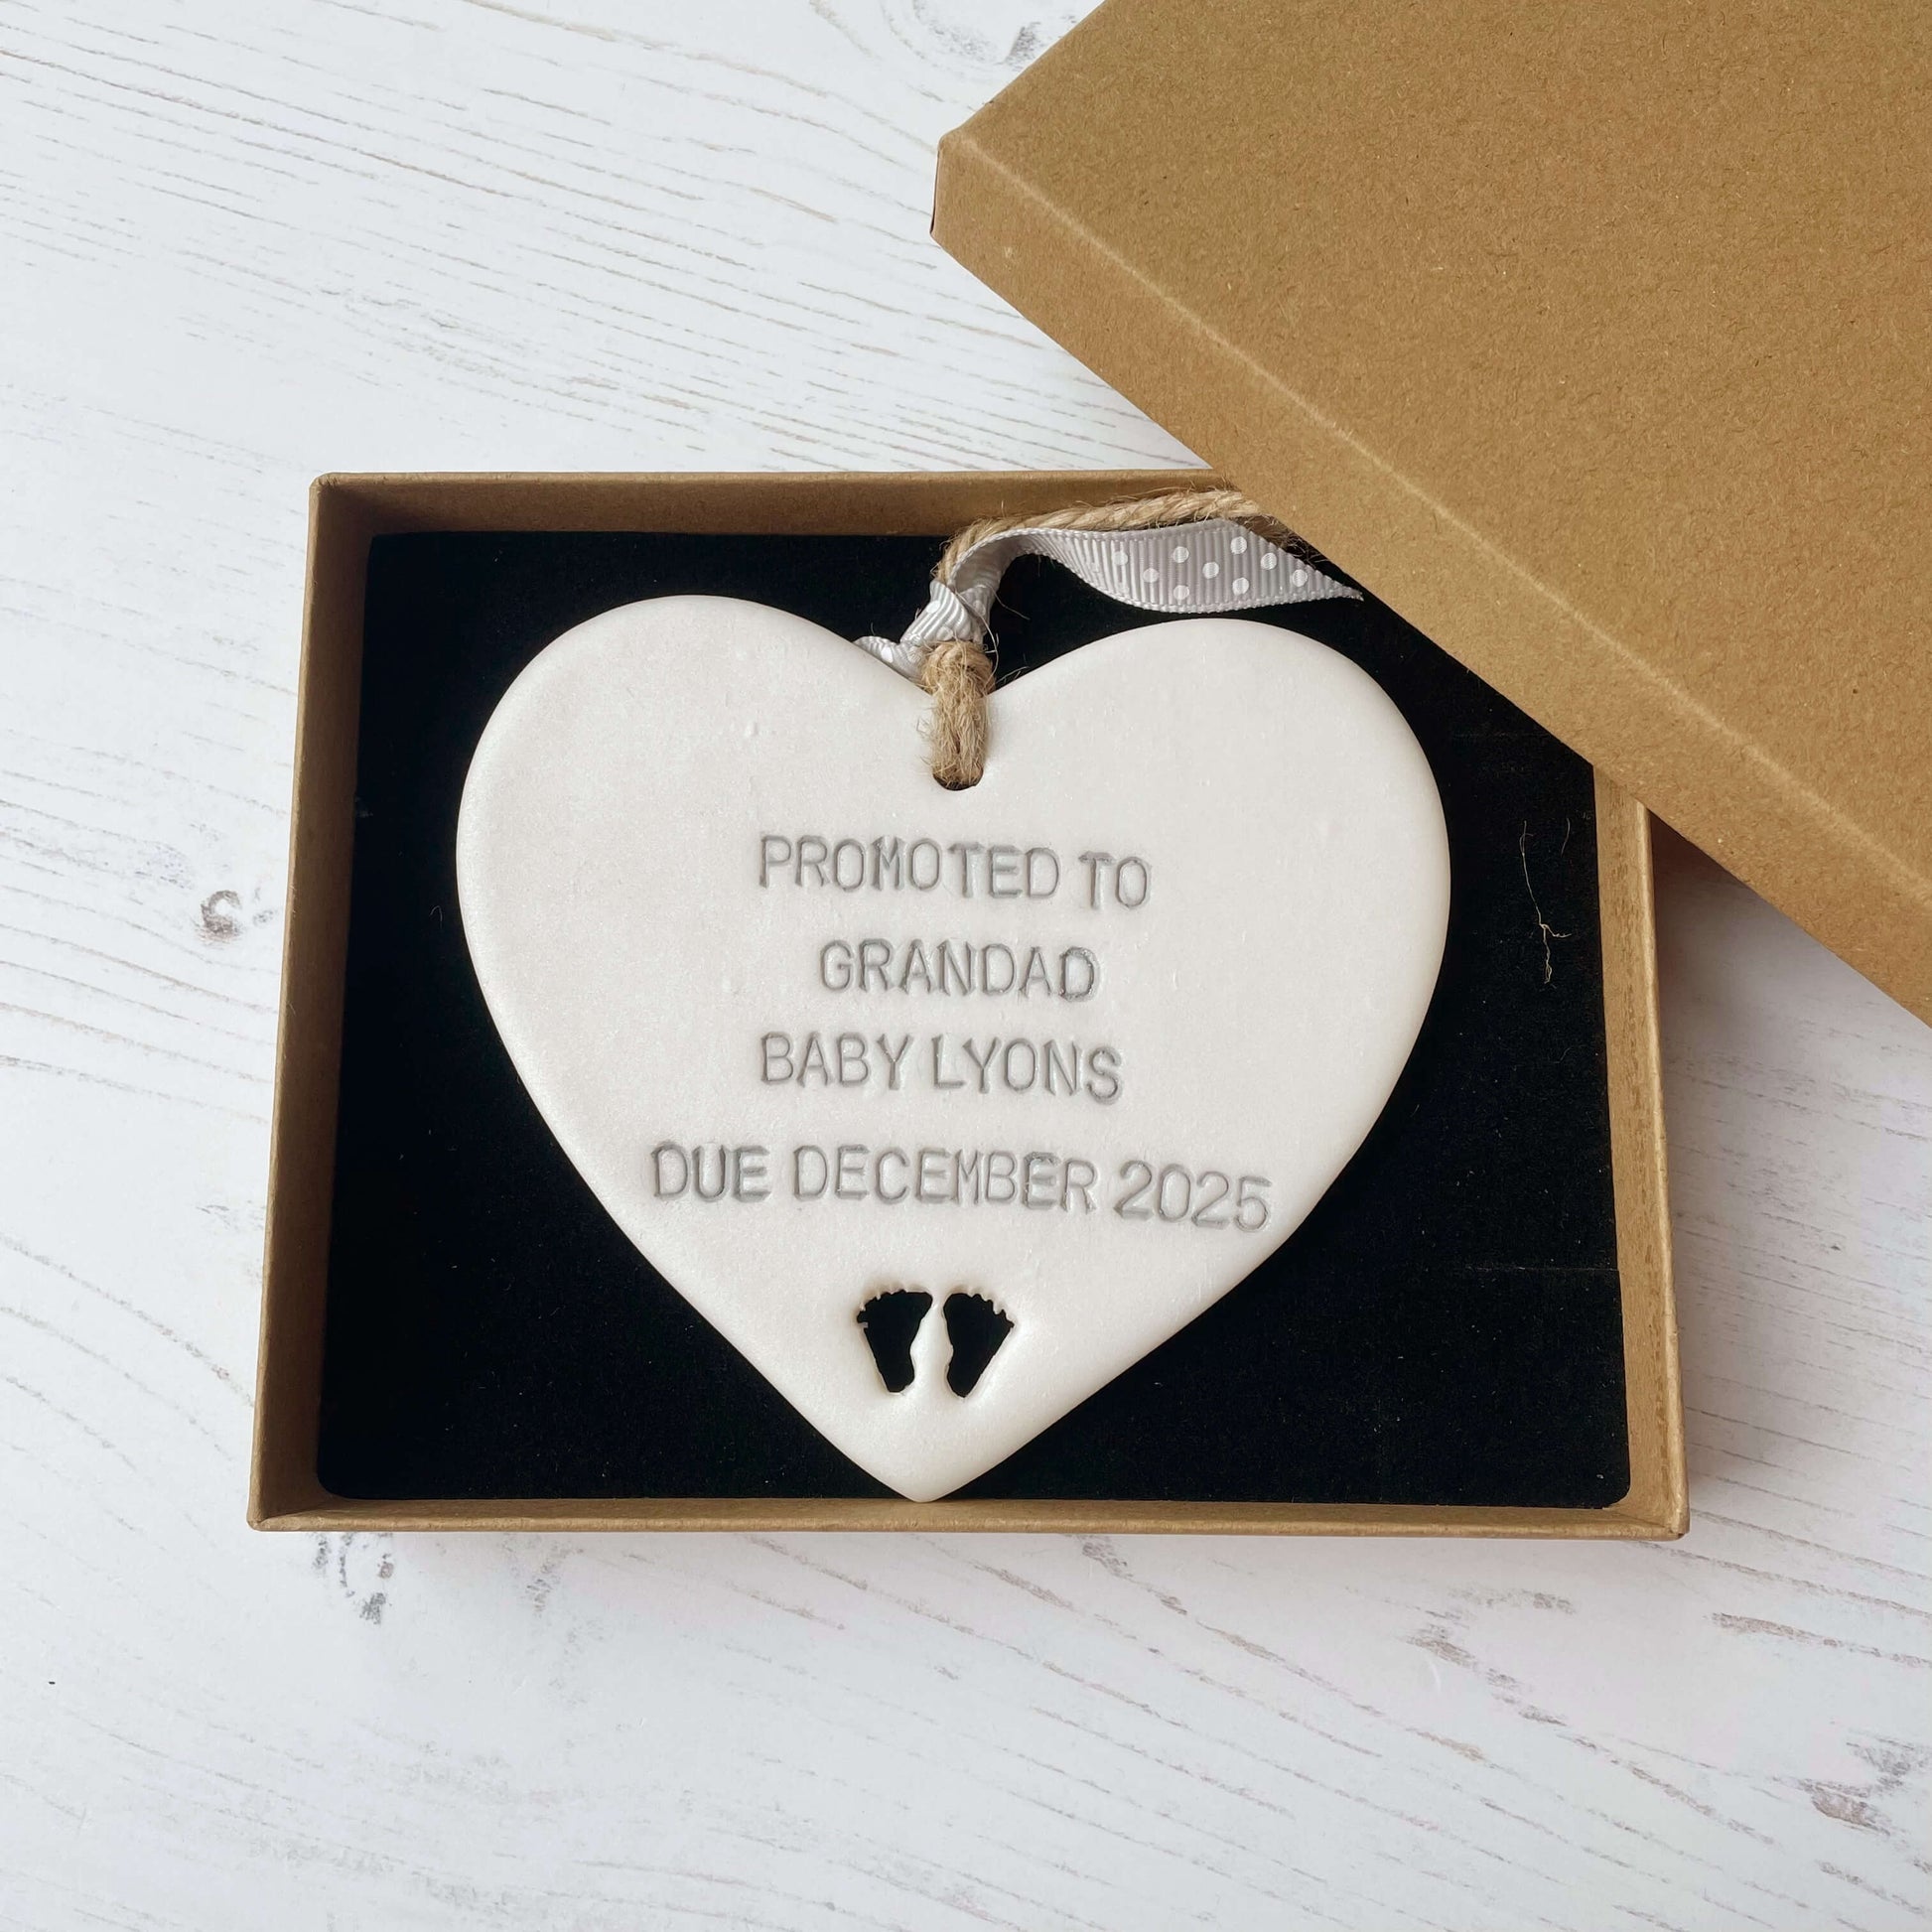 PROMOTED TO
GRANDAD
BABY LYONS
DUE DECEMBER 2025